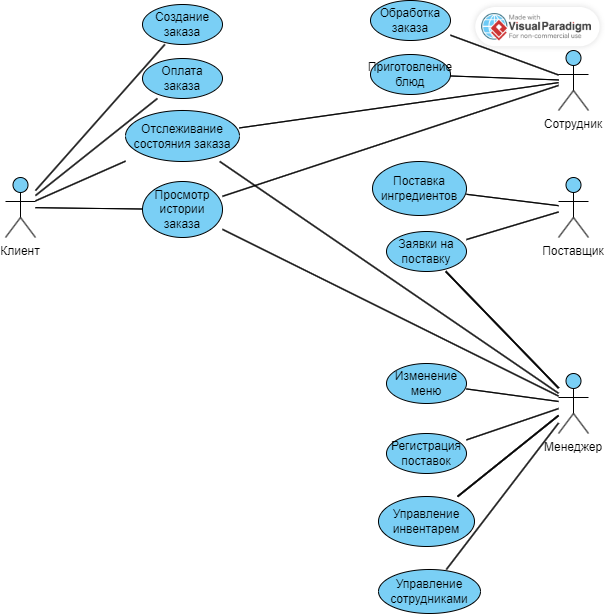 Создание
заказа
Обработка
заказа
Made with
Visual Paradigm
For non-commercial use
Оплата
заказа
Приготовление
блюд
Сотрудник
Отслеживание
состояния заказа
Просмотр
истории
заказа
Клиент
Поставка
ингредиентов
Заявки на
поставку
Поставщик
Изменение
меню
Менеджер
Регистрация
поставок
Управление
инвентарем
Управление
сотрудниками